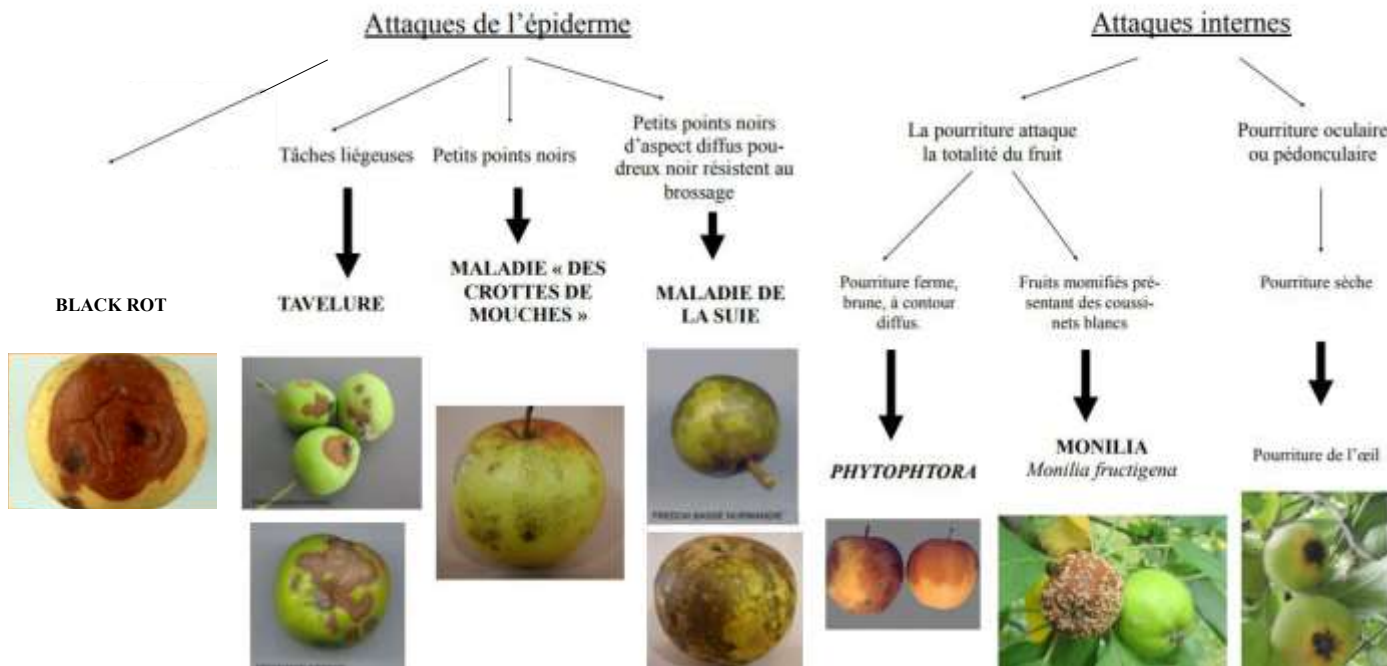 Attaques de l'épiderme
Attaques internes
Tâches liégeuses
Petits points noirs
Petits points noirs
d'aspect diffus pou-
dreux noir résistent au
brossage
La pourriture attaque
la totalité du fruit
Pourriture oculaire
ou pédonculaire
BLACK ROT
TAVELURE
MALADIE « DES
CROTTES DE
MOUCHES »
MALADIE DE
LA SUIE
Pourriture ferme,
brune, à contour
diffus.
Fruits momifiés pré-
sentant des coussi-
nets blancs
Pourriture sèche
PHYTOPHTORA
MONILIA
Monilia fructigena
Pourriture de l'œil
FREDON BASSE NORMANDIE